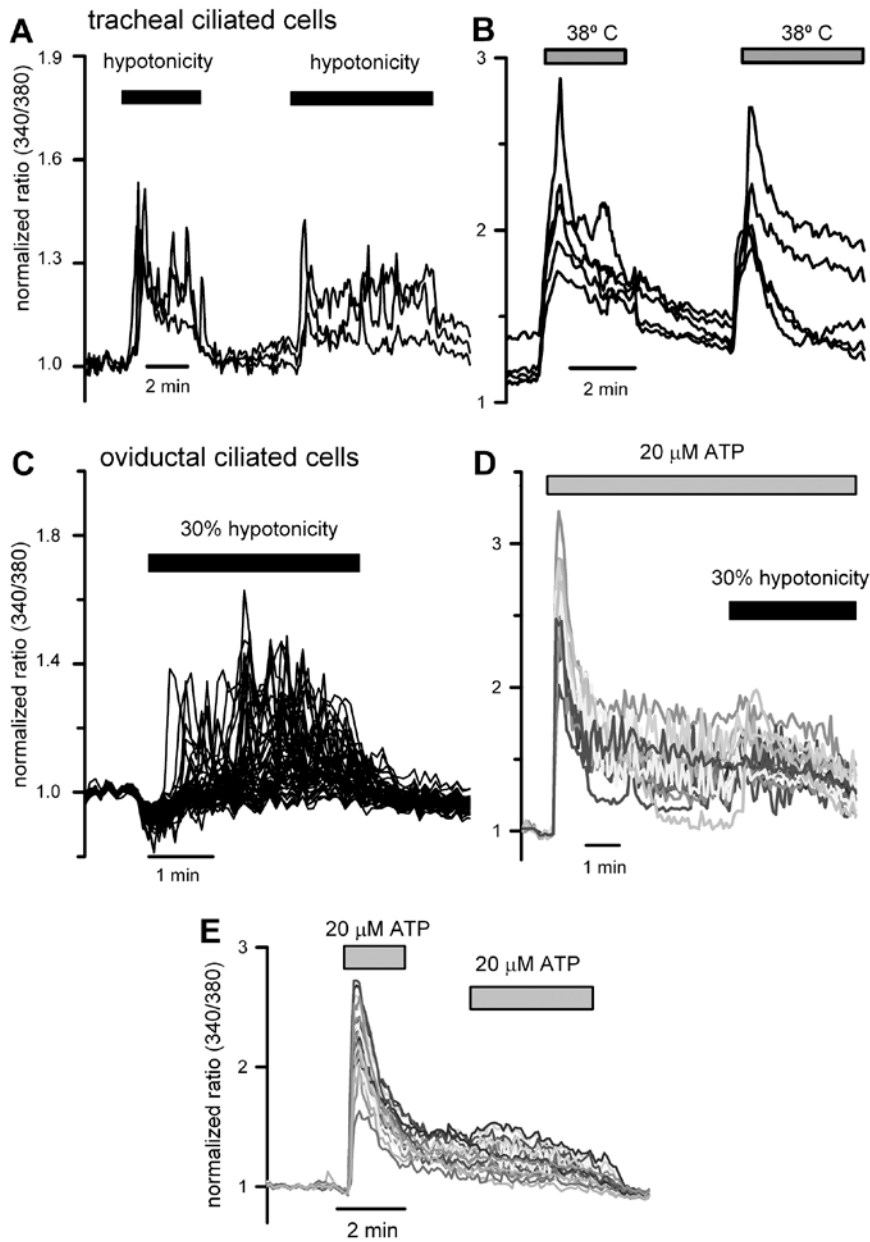 A tracheal ciliated cells
normalized ratio (340/380)
1.9
1.6
1.3
1.0
hypotonicity
hypotonicity
2 min
B
3
2
1
38º C
38º C
2 min
C oviductal ciliated cells
normalized ratio (340/380)
1.8
1.4
1.0
30% hypotonicity
1 min
D
3
2
1
20 μM ATP
30% hypotonicity
1 min
E
normalized ratio (340/380)
3
2
1
20 μM ATP
20 μM ATP
2 min